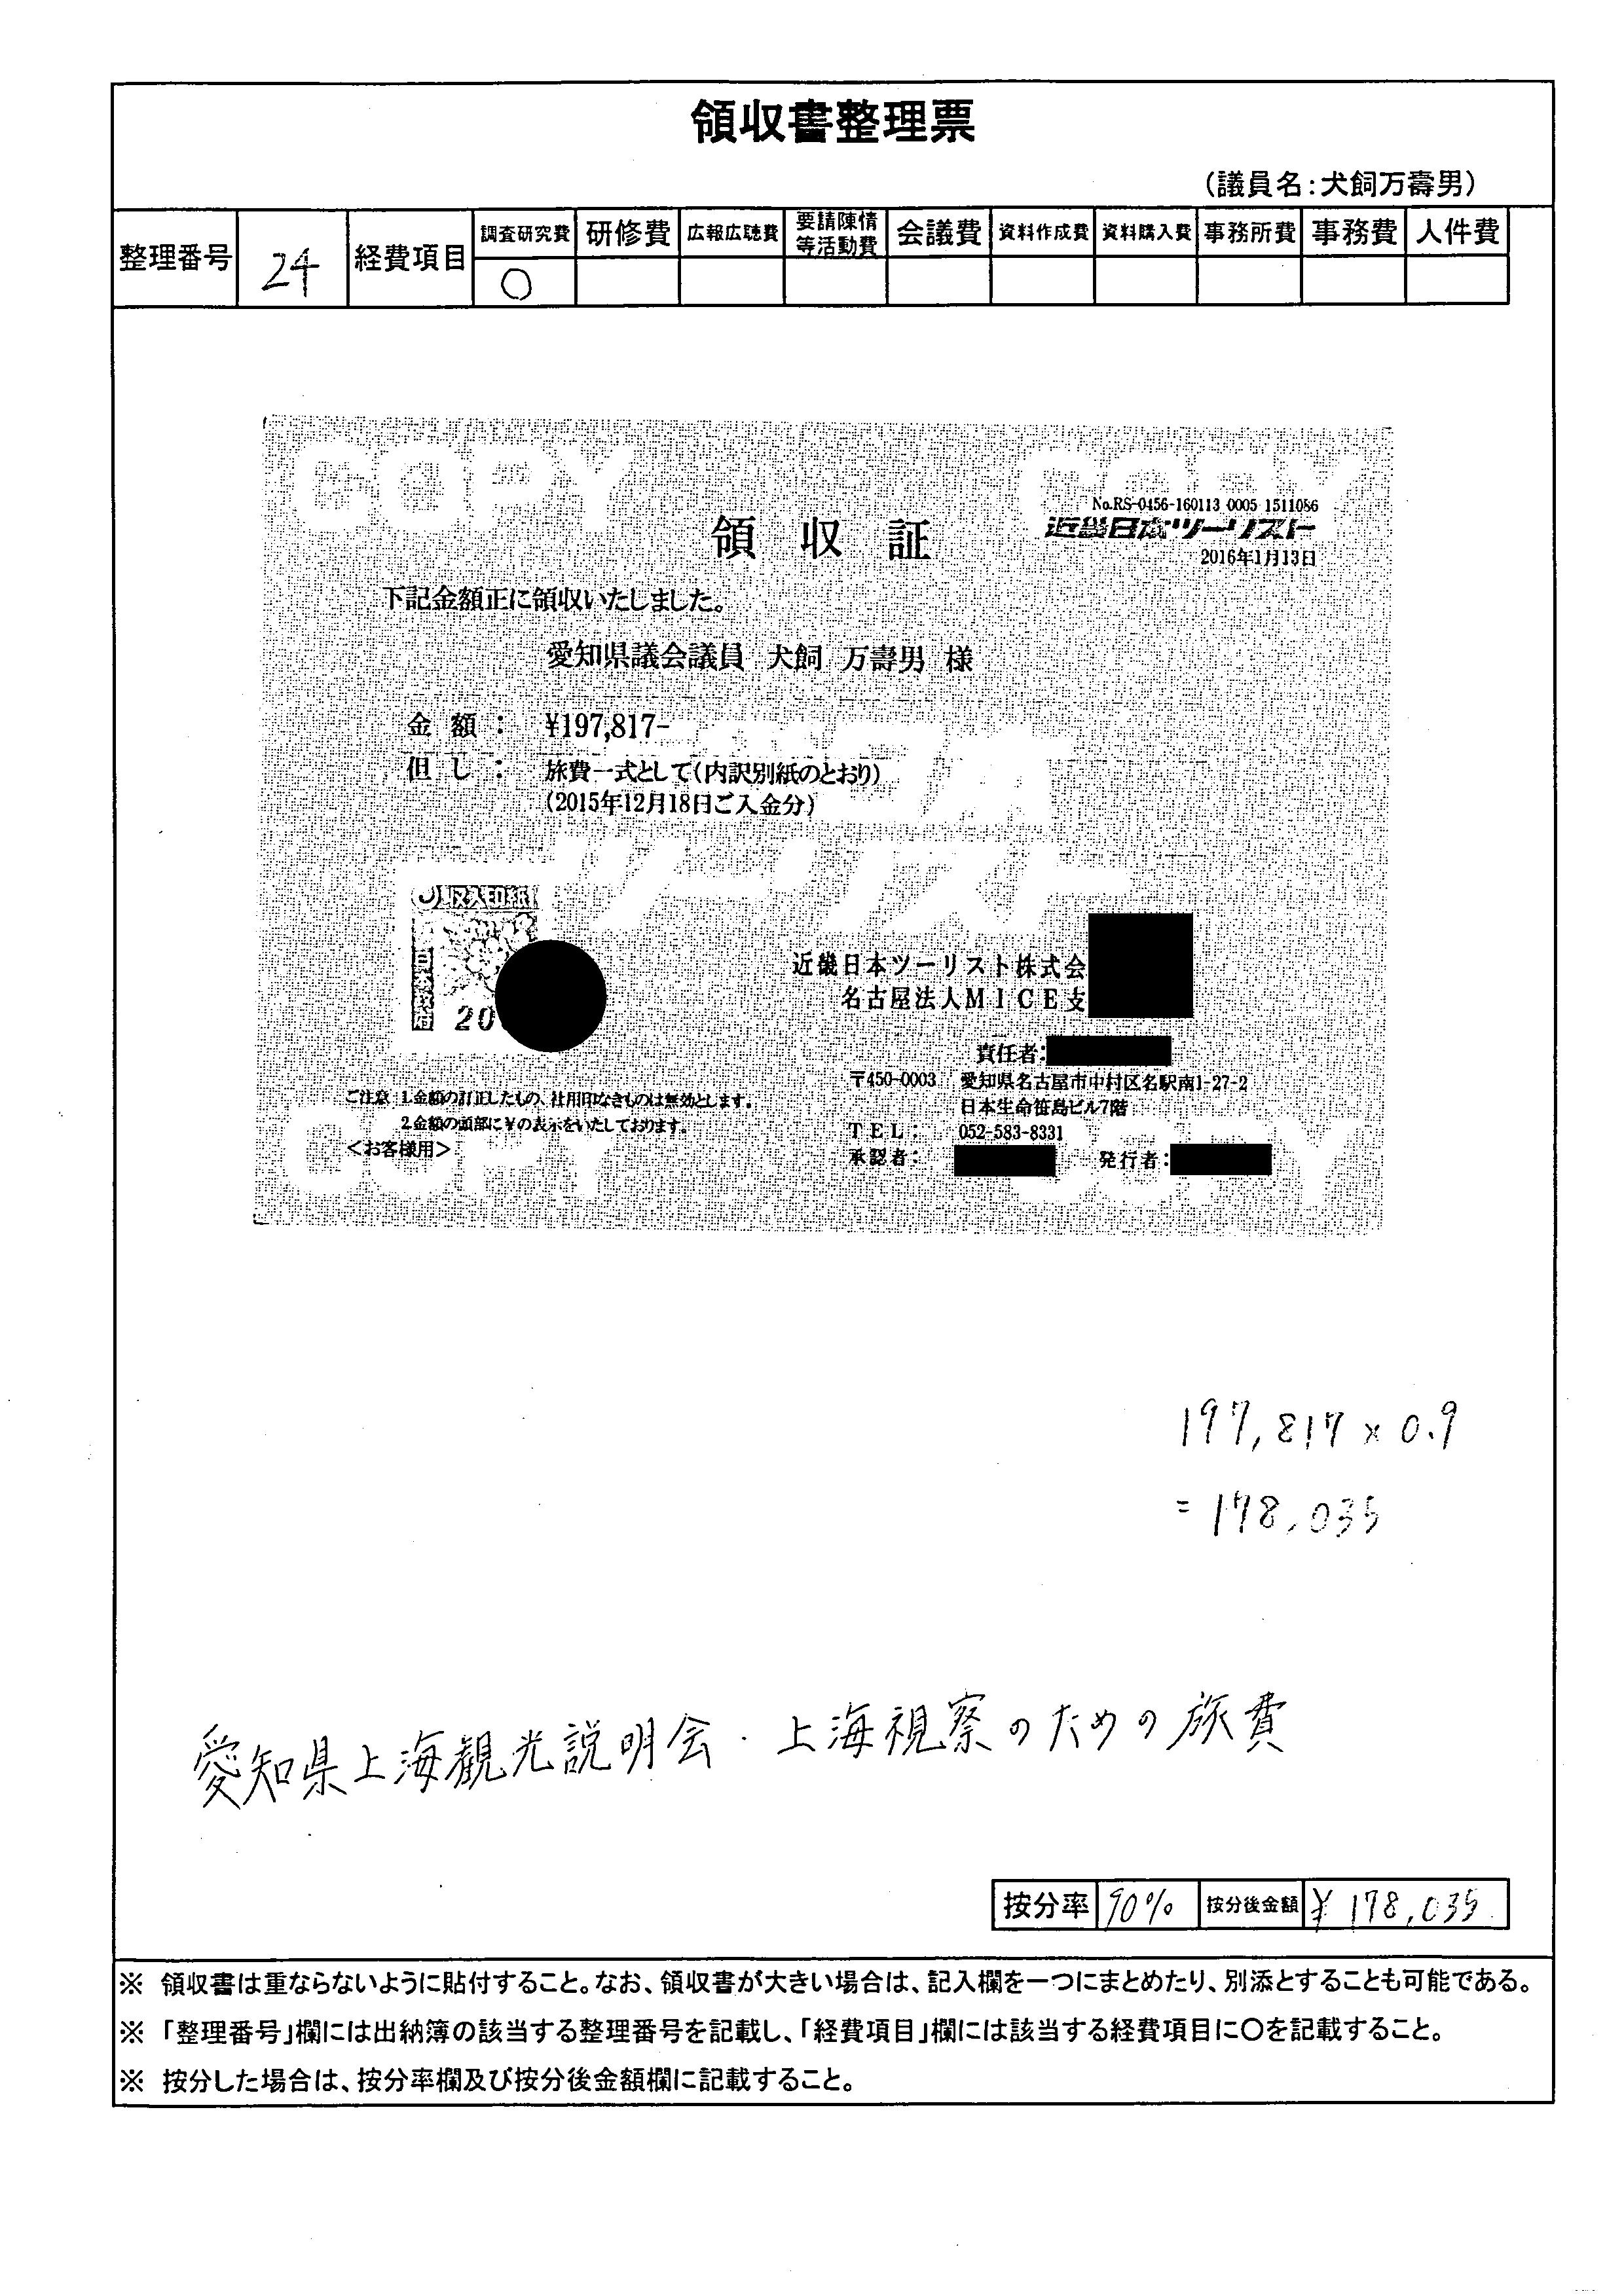 領収書整理票
（議員名：犬飼万壽男）
整理番号 24 経費項目 調査研究費 研修費 広報広聴費 要請陳情等活動費 会議費 資料作成費 資料購入費 事務所費 事務費 人件費
○
COPY COPY
No.RS-0456-160113-0005-1511086
近畿日本ツーリスト
領収証
2016年1月13日
下記金額正に領収いたしました。
愛知県議会議員 犬飼 万壽男 様
金額： ¥197,817-
但し： 旅費一式として（内訳別紙のとおり）
（2015年12月18日ご入金分）
ツーリスト
収入印紙
日本政府
20
近畿日本ツーリスト株式会
名古屋法人MICE支
責任者：
〒450-0003 愛知県名古屋市中村区名駅南1-27-2
日本生命笹島ビル7階
ご注意 1.金額の訂正したもの、社用印なきものは無効とします。
2.金額の頭部に￥の表示をいたしております。
TEL： 052-583-8331
＜お客様用＞
承認者： 発行者：
COPY COPY
197,817×0.9
=178,035
愛知県上海観光説明会・上海視察のための旅費
按分率 90% 按分後金額 ¥178,035
※ 領収書は重ならないように貼付すること。なお、領収書が大きい場合は、記入欄を一つにまとめたり、別添とすることも可能である。
※ 「整理番号」欄には出納簿の該当する整理番号を記載し、「経費項目」欄には該当する経費項目に○を記載すること。
※ 按分した場合は、按分率欄及び按分後金額欄に記載すること。